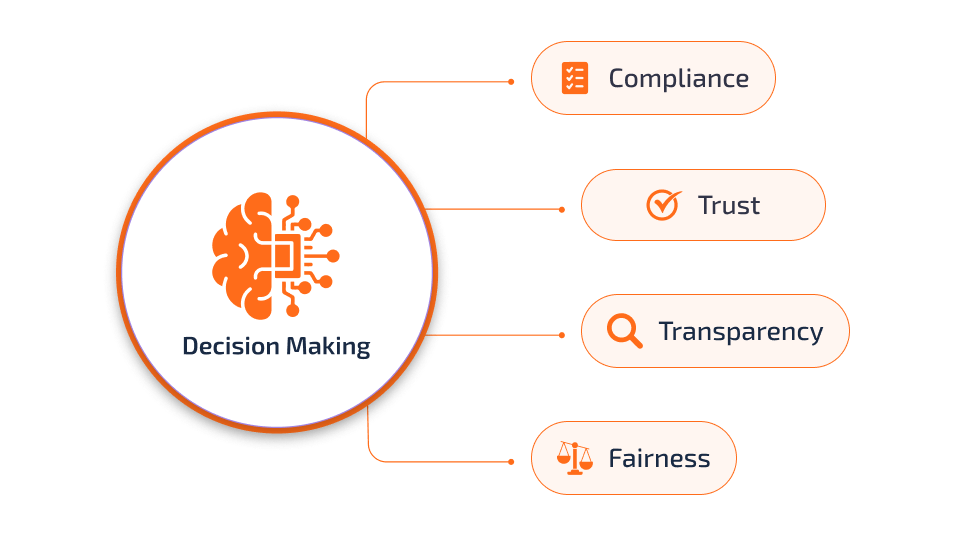 Compliance
Trust
Decision Making
Transparency
Fairness